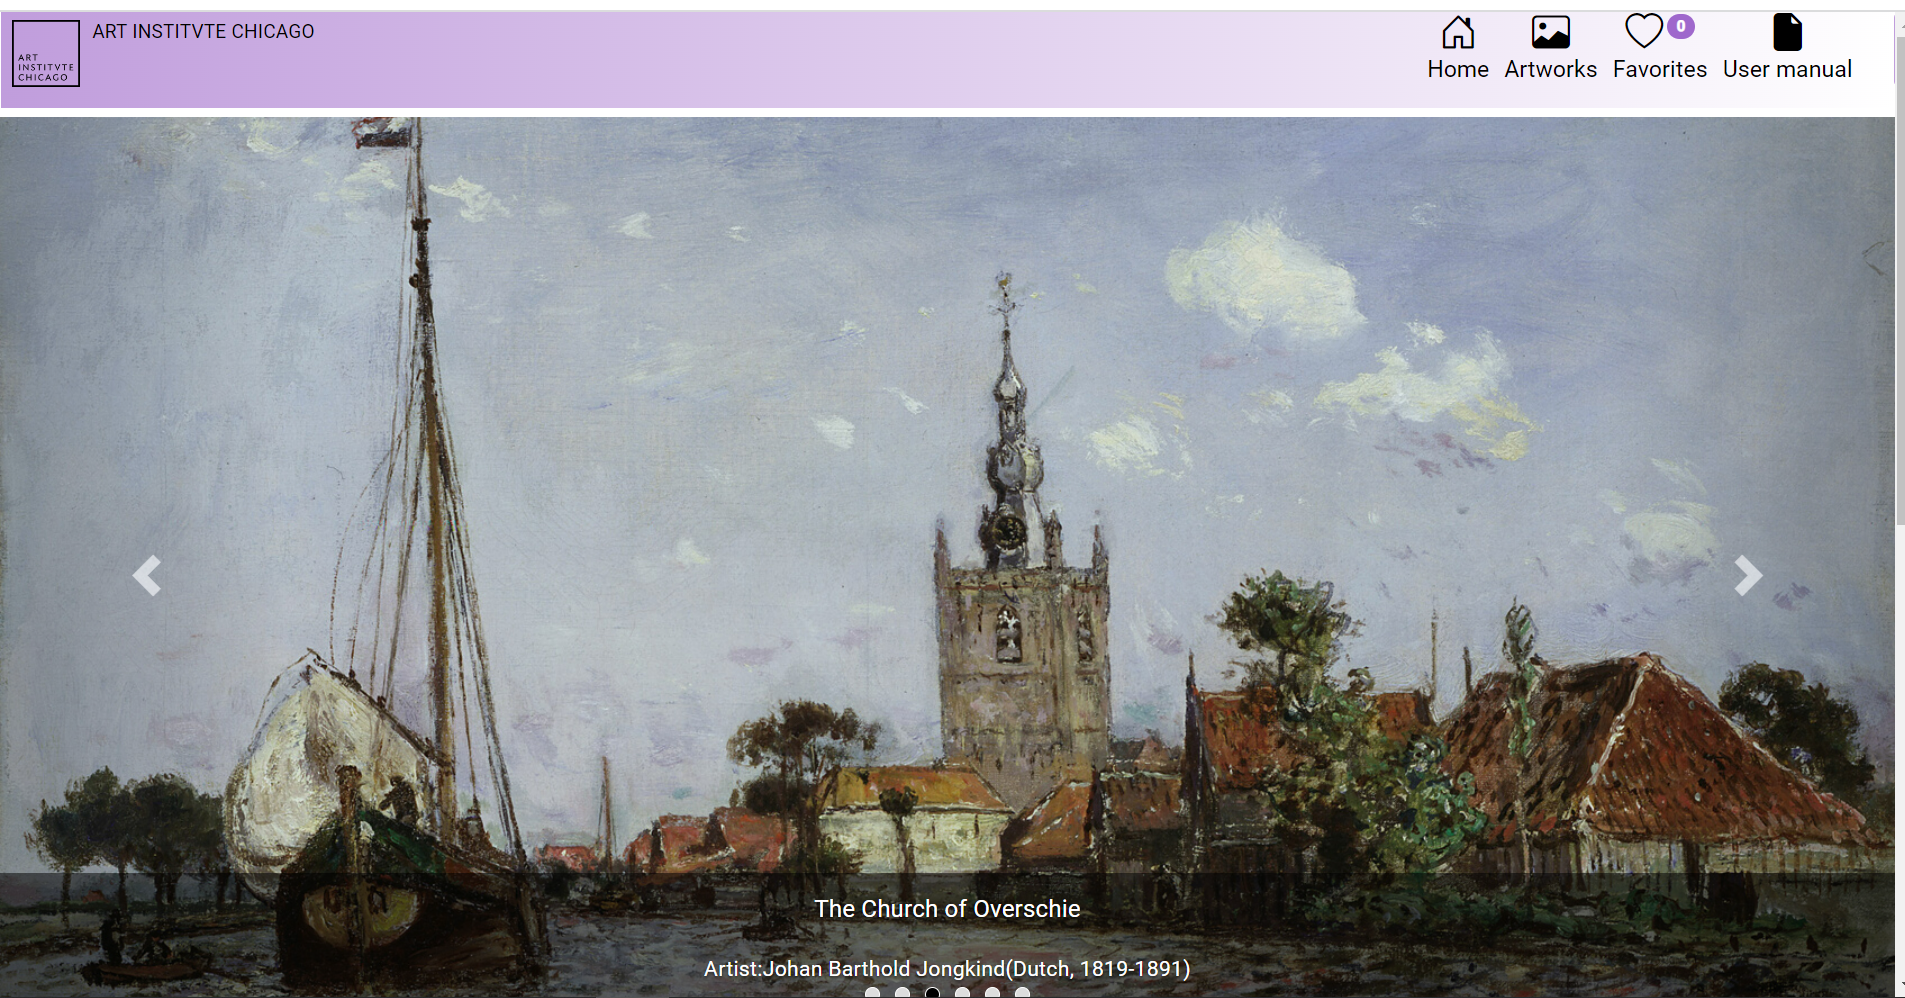 ART
INSTITVTE
CHICAGO
ART INSTITVTE CHICAGO
0
Home
Artworks
Favorites
User manual
The Church of Overschie
Artist:Johan Barthold Jongkind(Dutch, 1819-1891)